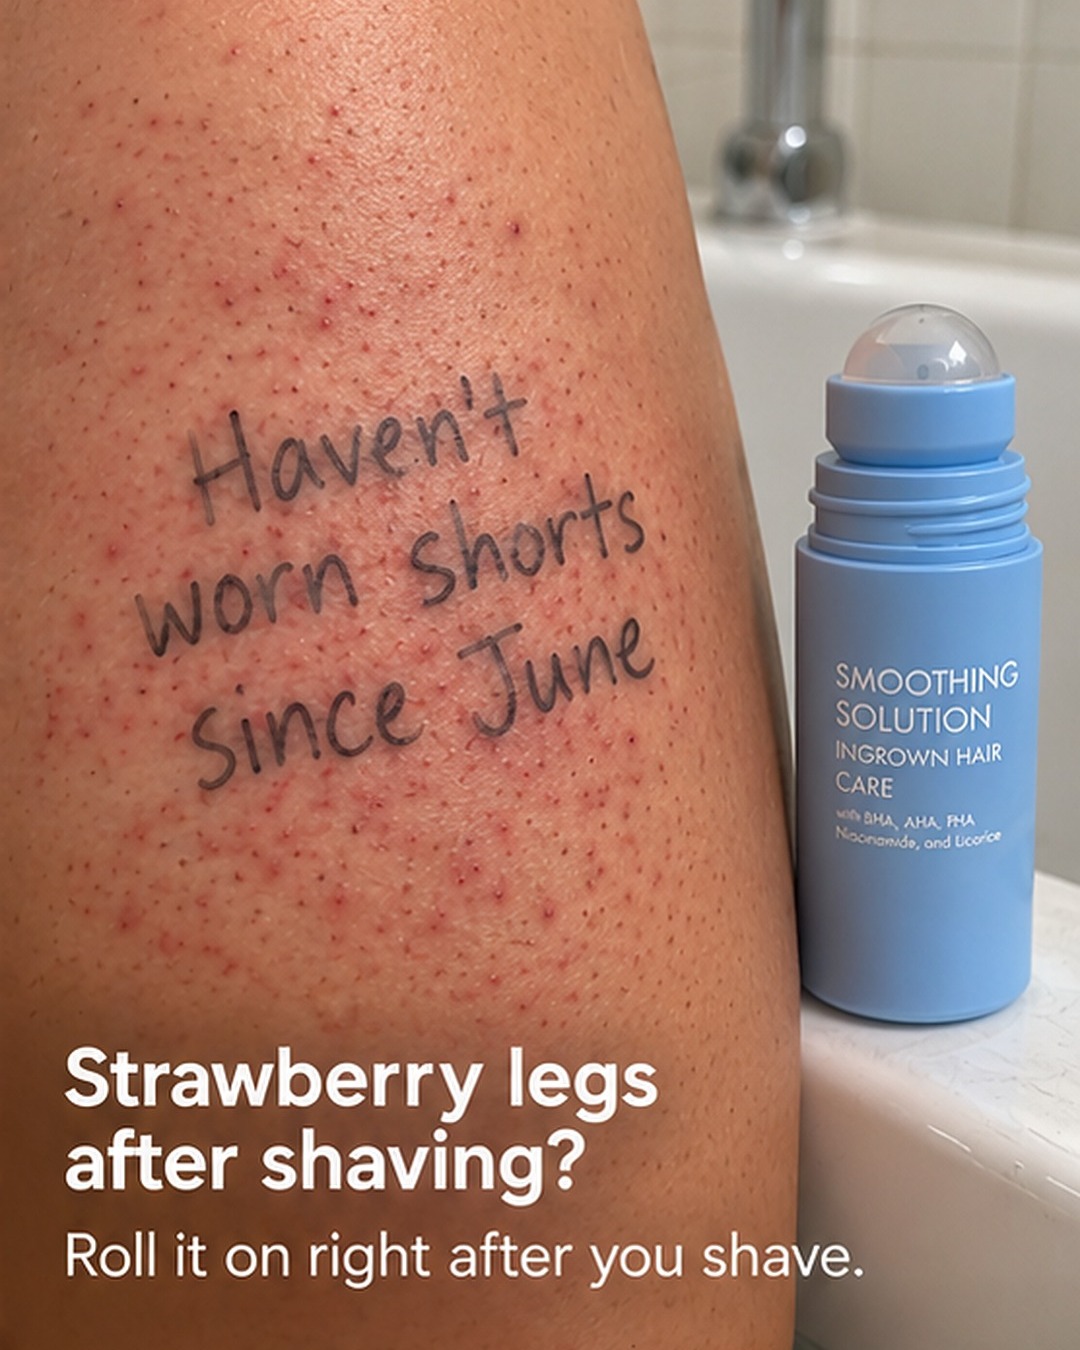 Haven't
worn shorts
since June
SMOOTHING
SOLUTION
INGROWN HAIR
CARE
with BHA, AHA, PHA
and Licorice
Strawberry legs
after shaving?
Roll it on right after you shave.